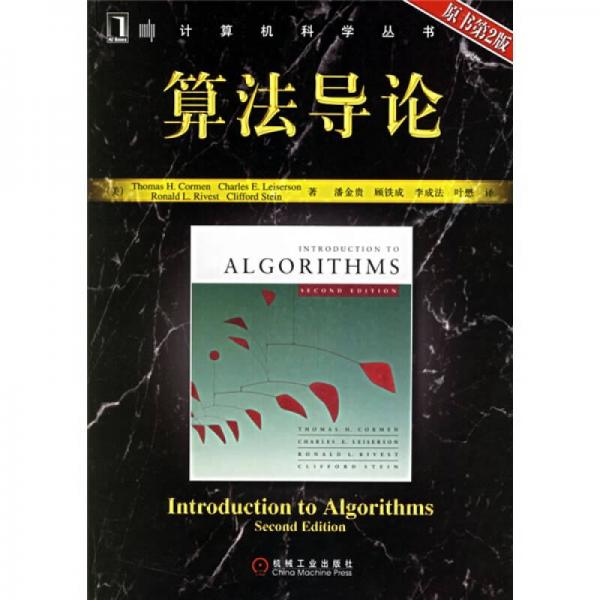 计算机科学丛书
原书第2版
算法导论
(美) Thomas H. Cormen Charles E. Leiserson
Ronald L. Rivest Clifford Stein 著 潘金贵 顾铁成 李成法 叶懋 译
INTRODUCTION TO
ALGORITHMS
SECOND EDITION
THOMAS H. CORMEN
CHARLES E. LEISERSON
RONALD L. RIVEST
CLIFFORD STEIN
Introduction to Algorithms
Second Edition
机械工业出版社
China Machine Press